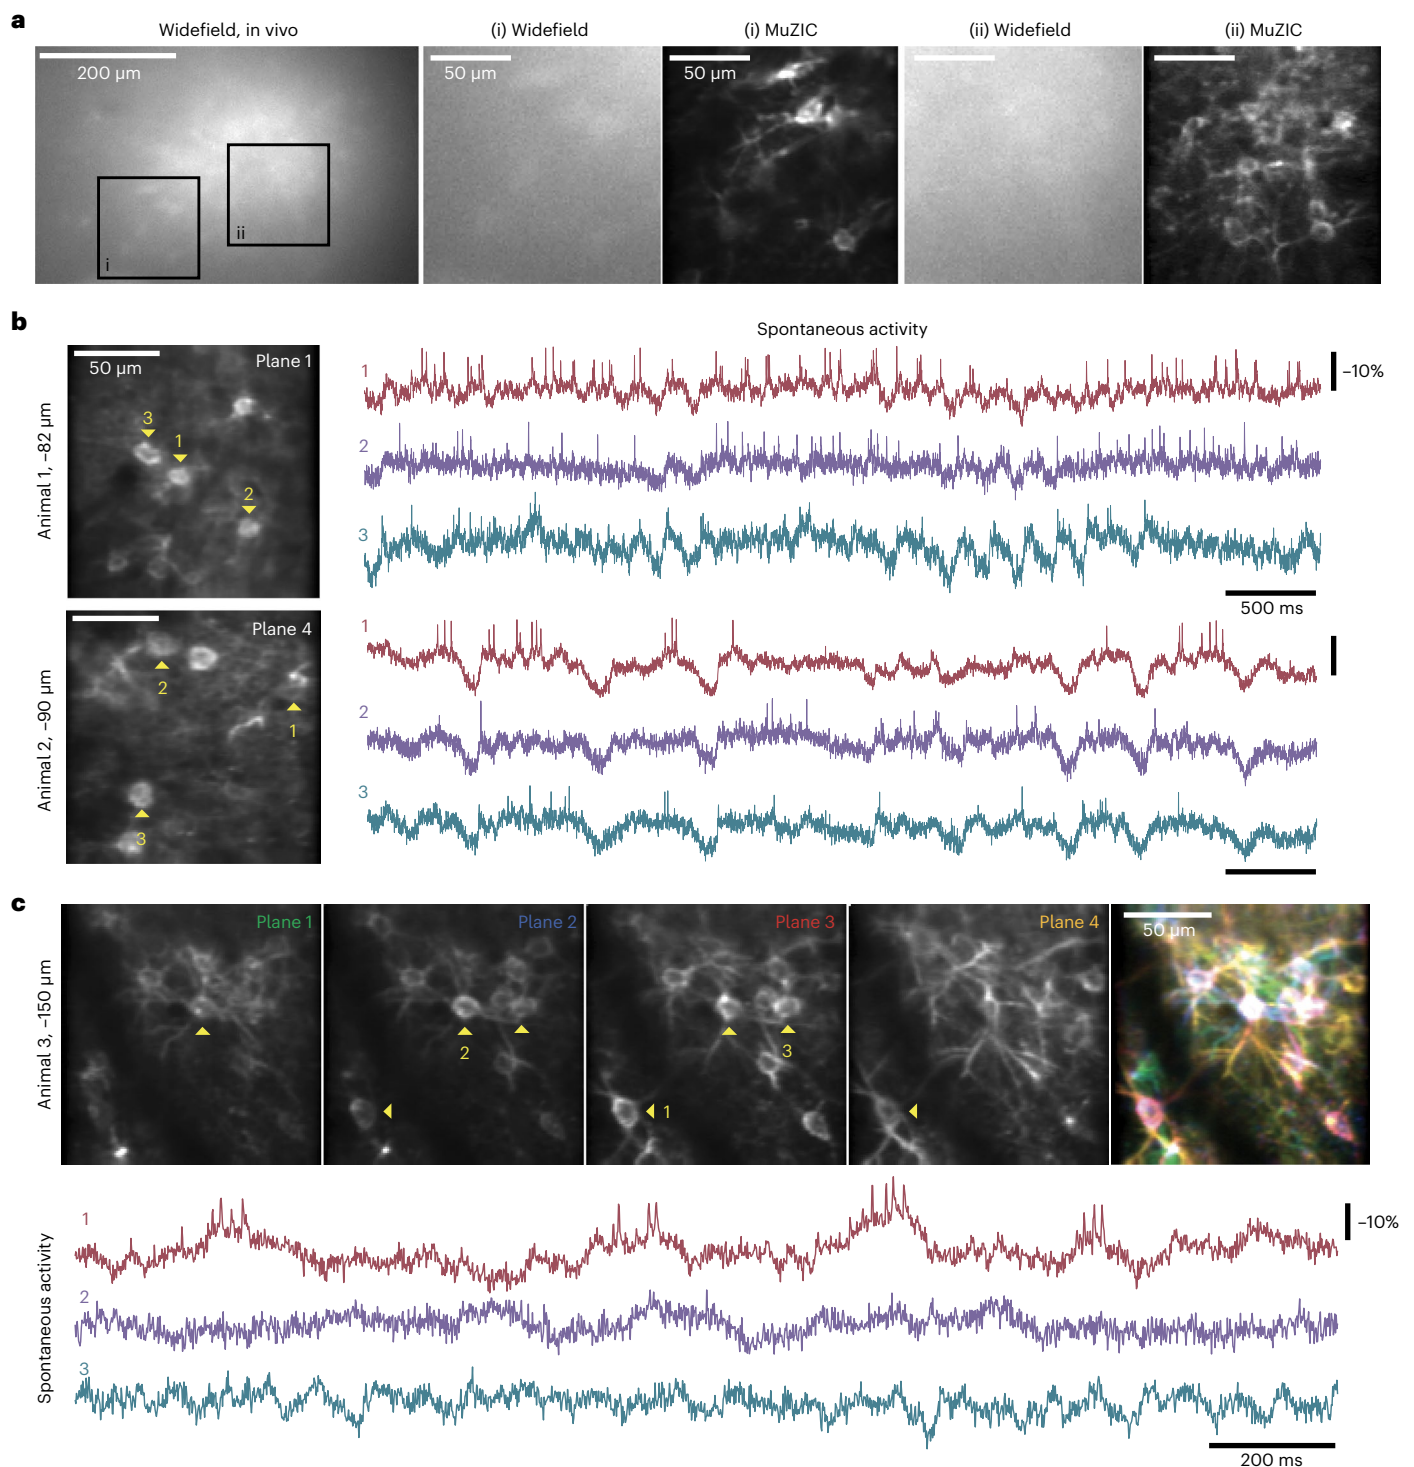 a
Widefield, in vivo
(i) Widefield
(i) MuZIC
(ii) Widefield
(ii) MuZIC
200 µm
50 µm
50 µm
ii
i
b
Spontaneous activity
50 µm
Plane 1
3
1
2
Animal 1, −82 µm
1
−10%
2
3
500 ms
Plane 4
2
1
3
Animal 2, −90 µm
1
2
3
c
Plane 1
Plane 2
Plane 3
Plane 4
50 µm
2
3
1
Animal 3, −150 µm
1
−10%
2
3
Spontaneous activity
200 ms